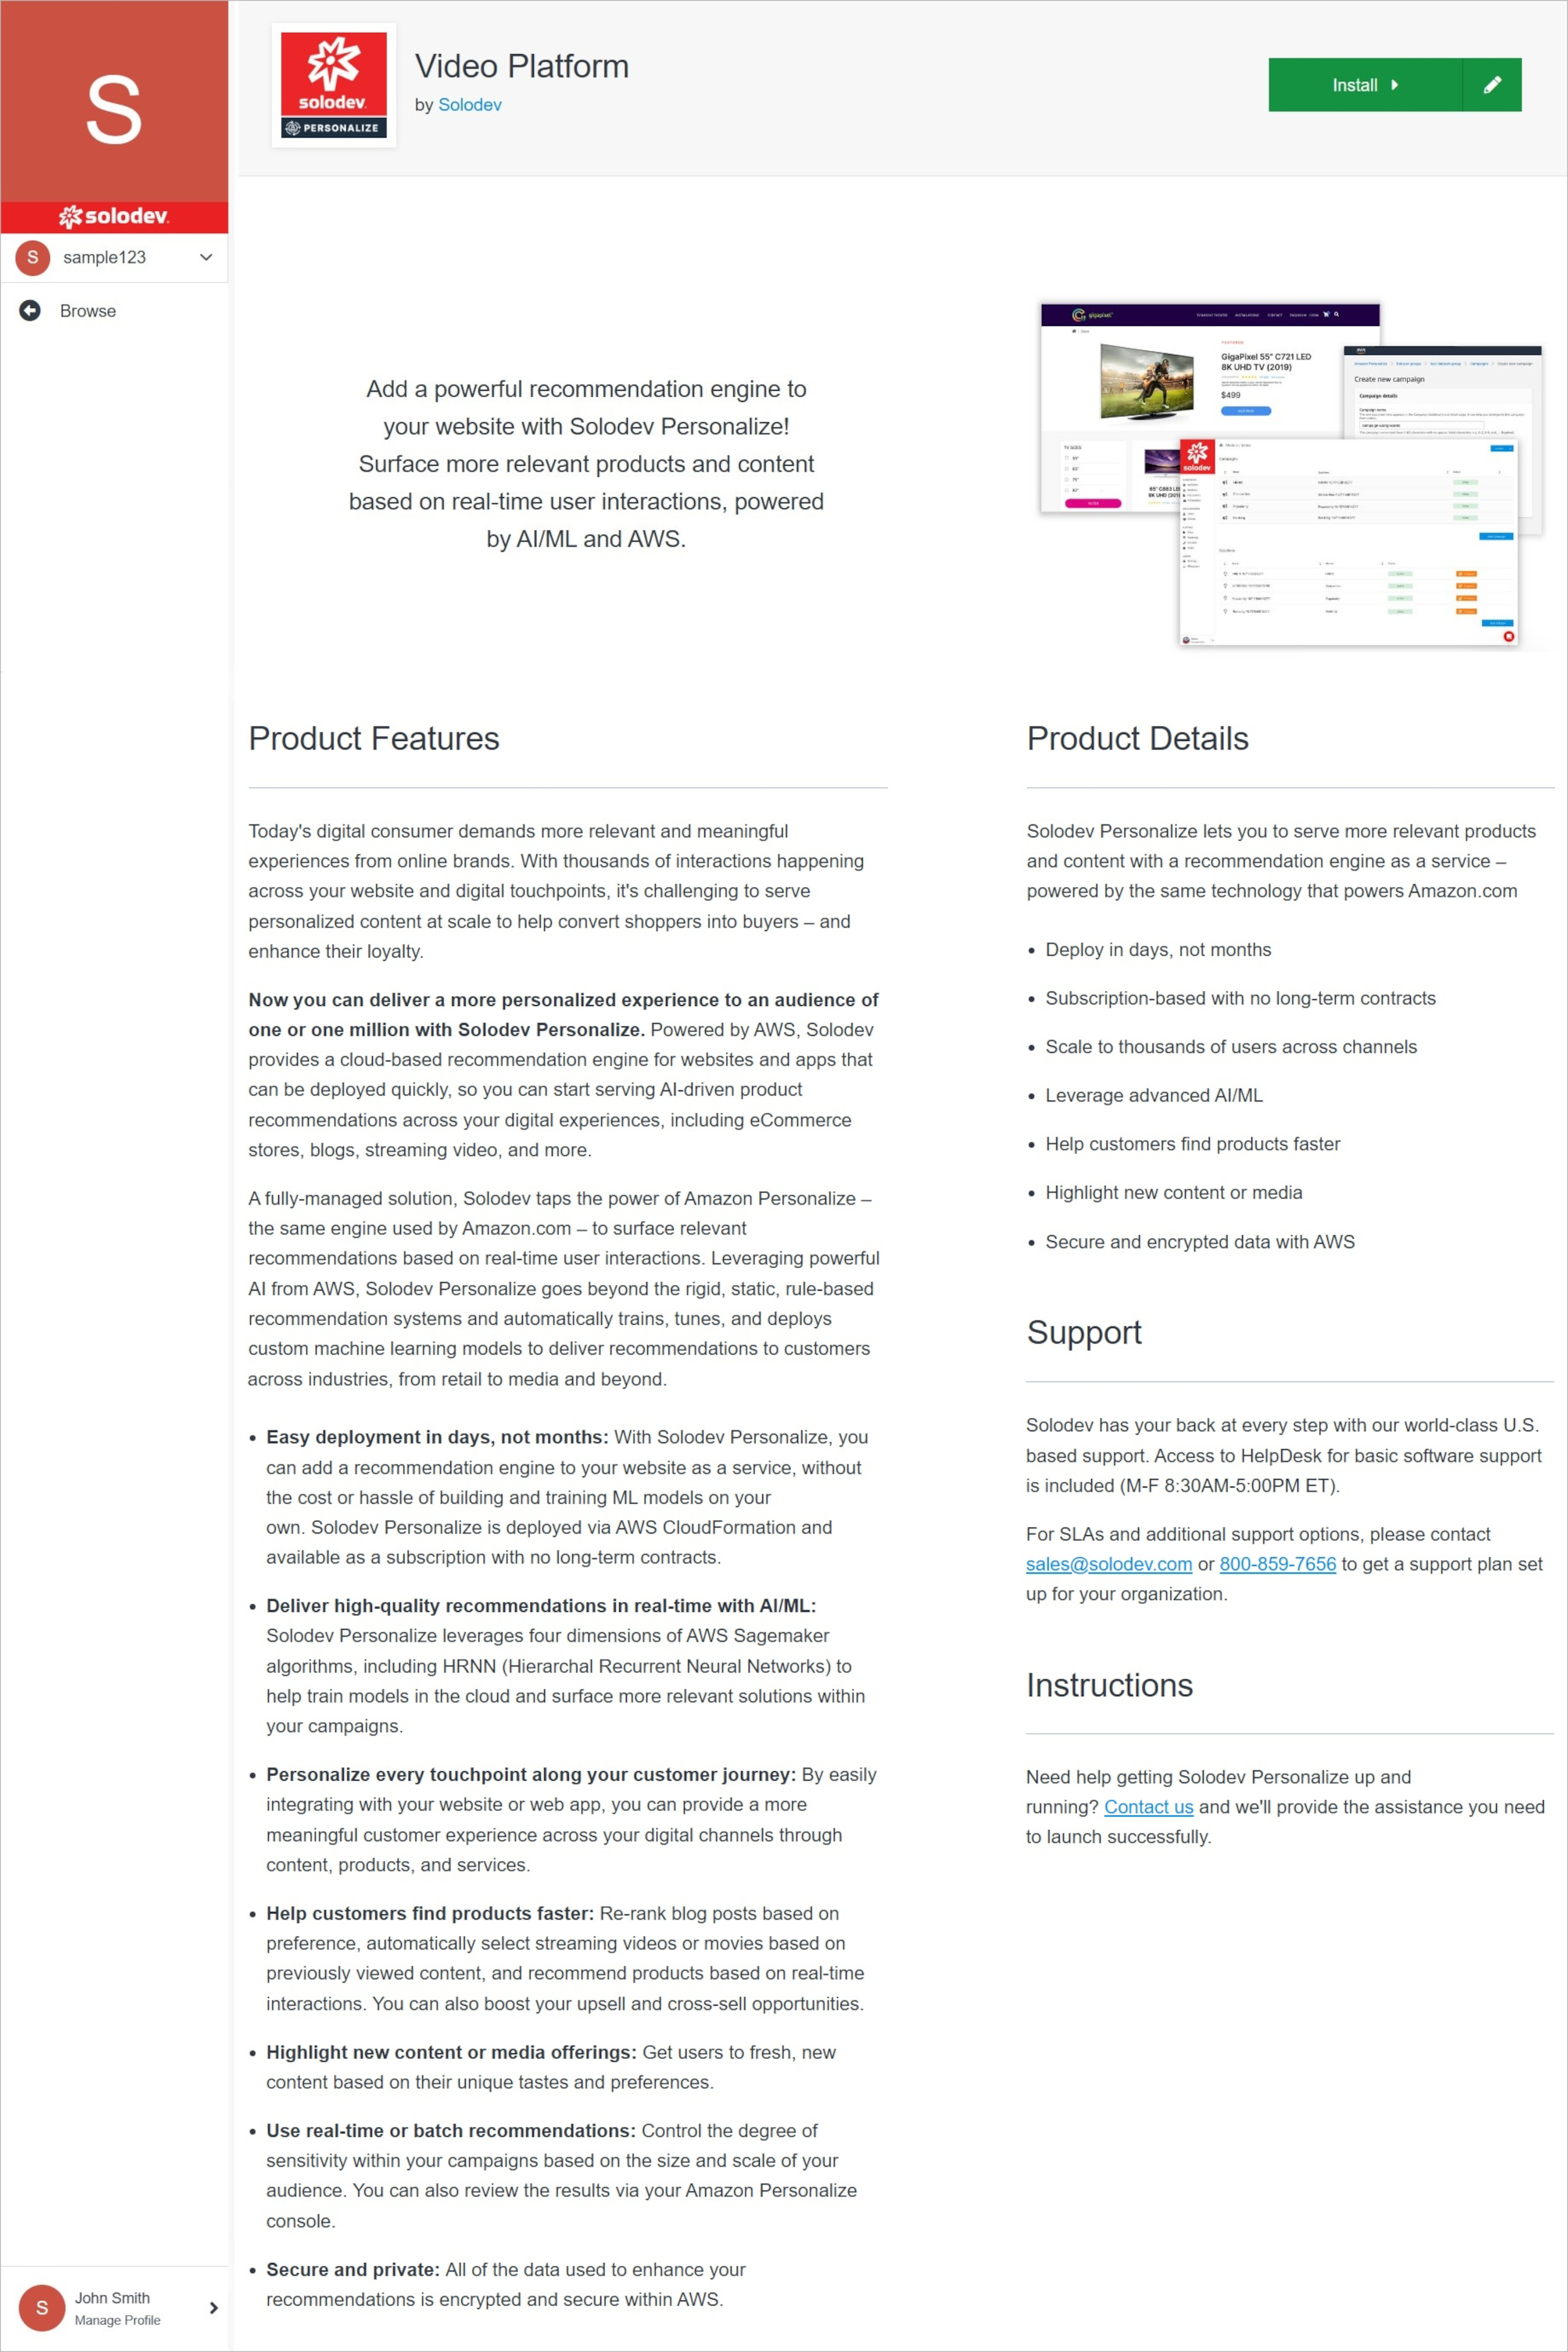 S
solodev
sample123
Browse
solodev
PERSONALIZE
Video Platform
by Solodev
Install
Add a powerful recommendation engine to
your website with Solodev Personalize!
Surface more relevant products and content
based on real-time user interactions, powered
by AI/ML and AWS.
gigapixel
FEATURED
GigaPixel 55" C721 LED
8K UHD TV (2019)
$499
TV SIZES
Create new campaign
Campaign details
Campaign name
solodev
Product Features
Today's digital consumer demands more relevant and meaningful
experiences from online brands. With thousands of interactions happening
across your website and digital touchpoints, it's challenging to serve
personalized content at scale to help convert shoppers into buyers – and
enhance their loyalty.
Now you can deliver a more personalized experience to an audience of
one or one million with Solodev Personalize. Powered by AWS, Solodev
provides a cloud-based recommendation engine for websites and apps that
can be deployed quickly, so you can start serving AI-driven product
recommendations across your digital experiences, including eCommerce
stores, blogs, streaming video, and more.
A fully-managed solution, Solodev taps the power of Amazon Personalize –
the same engine used by Amazon.com – to surface relevant
recommendations based on real-time user interactions. Leveraging powerful
AI from AWS, Solodev Personalize goes beyond the rigid, static, rule-based
recommendation systems and automatically trains, tunes, and deploys
custom machine learning models to deliver recommendations to customers
across industries, from retail to media and beyond.
• Easy deployment in days, not months: With Solodev Personalize, you
can add a recommendation engine to your website as a service, without
the cost or hassle of building and training ML models on your
own. Solodev Personalize is deployed via AWS CloudFormation and
available as a subscription with no long-term contracts.
• Deliver high-quality recommendations in real-time with AI/ML:
Solodev Personalize leverages four dimensions of AWS Sagemaker
algorithms, including HRNN (Hierarchal Recurrent Neural Networks) to
help train models in the cloud and surface more relevant solutions within
your campaigns.
• Personalize every touchpoint along your customer journey: By easily
integrating with your website or web app, you can provide a more
meaningful customer experience across your digital channels through
content, products, and services.
• Help customers find products faster: Re-rank blog posts based on
preference, automatically select streaming videos or movies based on
previously viewed content, and recommend products based on real-time
interactions. You can also boost your upsell and cross-sell opportunities.
• Highlight new content or media offerings: Get users to fresh, new
content based on their unique tastes and preferences.
• Use real-time or batch recommendations: Control the degree of
sensitivity within your campaigns based on the size and scale of your
audience. You can also review the results via your Amazon Personalize
console.
• Secure and private: All of the data used to enhance your
recommendations is encrypted and secure within AWS.
Product Details
Solodev Personalize lets you to serve more relevant products
and content with a recommendation engine as a service –
powered by the same technology that powers Amazon.com
• Deploy in days, not months
• Subscription-based with no long-term contracts
• Scale to thousands of users across channels
• Leverage advanced AI/ML
• Help customers find products faster
• Highlight new content or media
• Secure and encrypted data with AWS
Support
Solodev has your back at every step with our world-class U.S.
based support. Access to HelpDesk for basic software support
is included (M-F 8:30AM-5:00PM ET).
For SLAs and additional support options, please contact
sales@solodev.com or 800-859-7656 to get a support plan set
up for your organization.
Instructions
Need help getting Solodev Personalize up and
running? Contact us and we'll provide the assistance you need
to launch successfully.
S
John Smith
Manage Profile